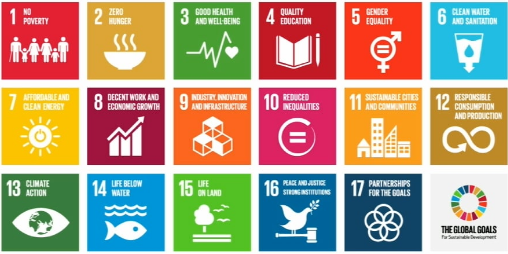 1 NO
POVERTY
2 ZERO
HUNGER
3 GOOD HEALTH
AND WELL-BEING
4 QUALITY
EDUCATION
5 GENDER
EQUALITY
6 CLEAN WATER
AND SANITATION
7 AFFORDABLE AND
CLEAN ENERGY
8 DECENT WORK AND
ECONOMIC GROWTH
9 INDUSTRY, INNOVATION
AND INFRASTRUCTURE
10 REDUCED
INEQUALITIES
11 SUSTAINABLE CITIES
AND COMMUNITIES
12 RESPONSIBLE
CONSUMPTION
AND PRODUCTION
13 CLIMATE
ACTION
14 LIFE BELOW
WATER
15 LIFE
ON LAND
16 PEACE AND JUSTICE
STRONG INSTITUTIONS
17 PARTNERSHIPS
FOR THE GOALS
THE GLOBAL GOALS
For Sustainable Development